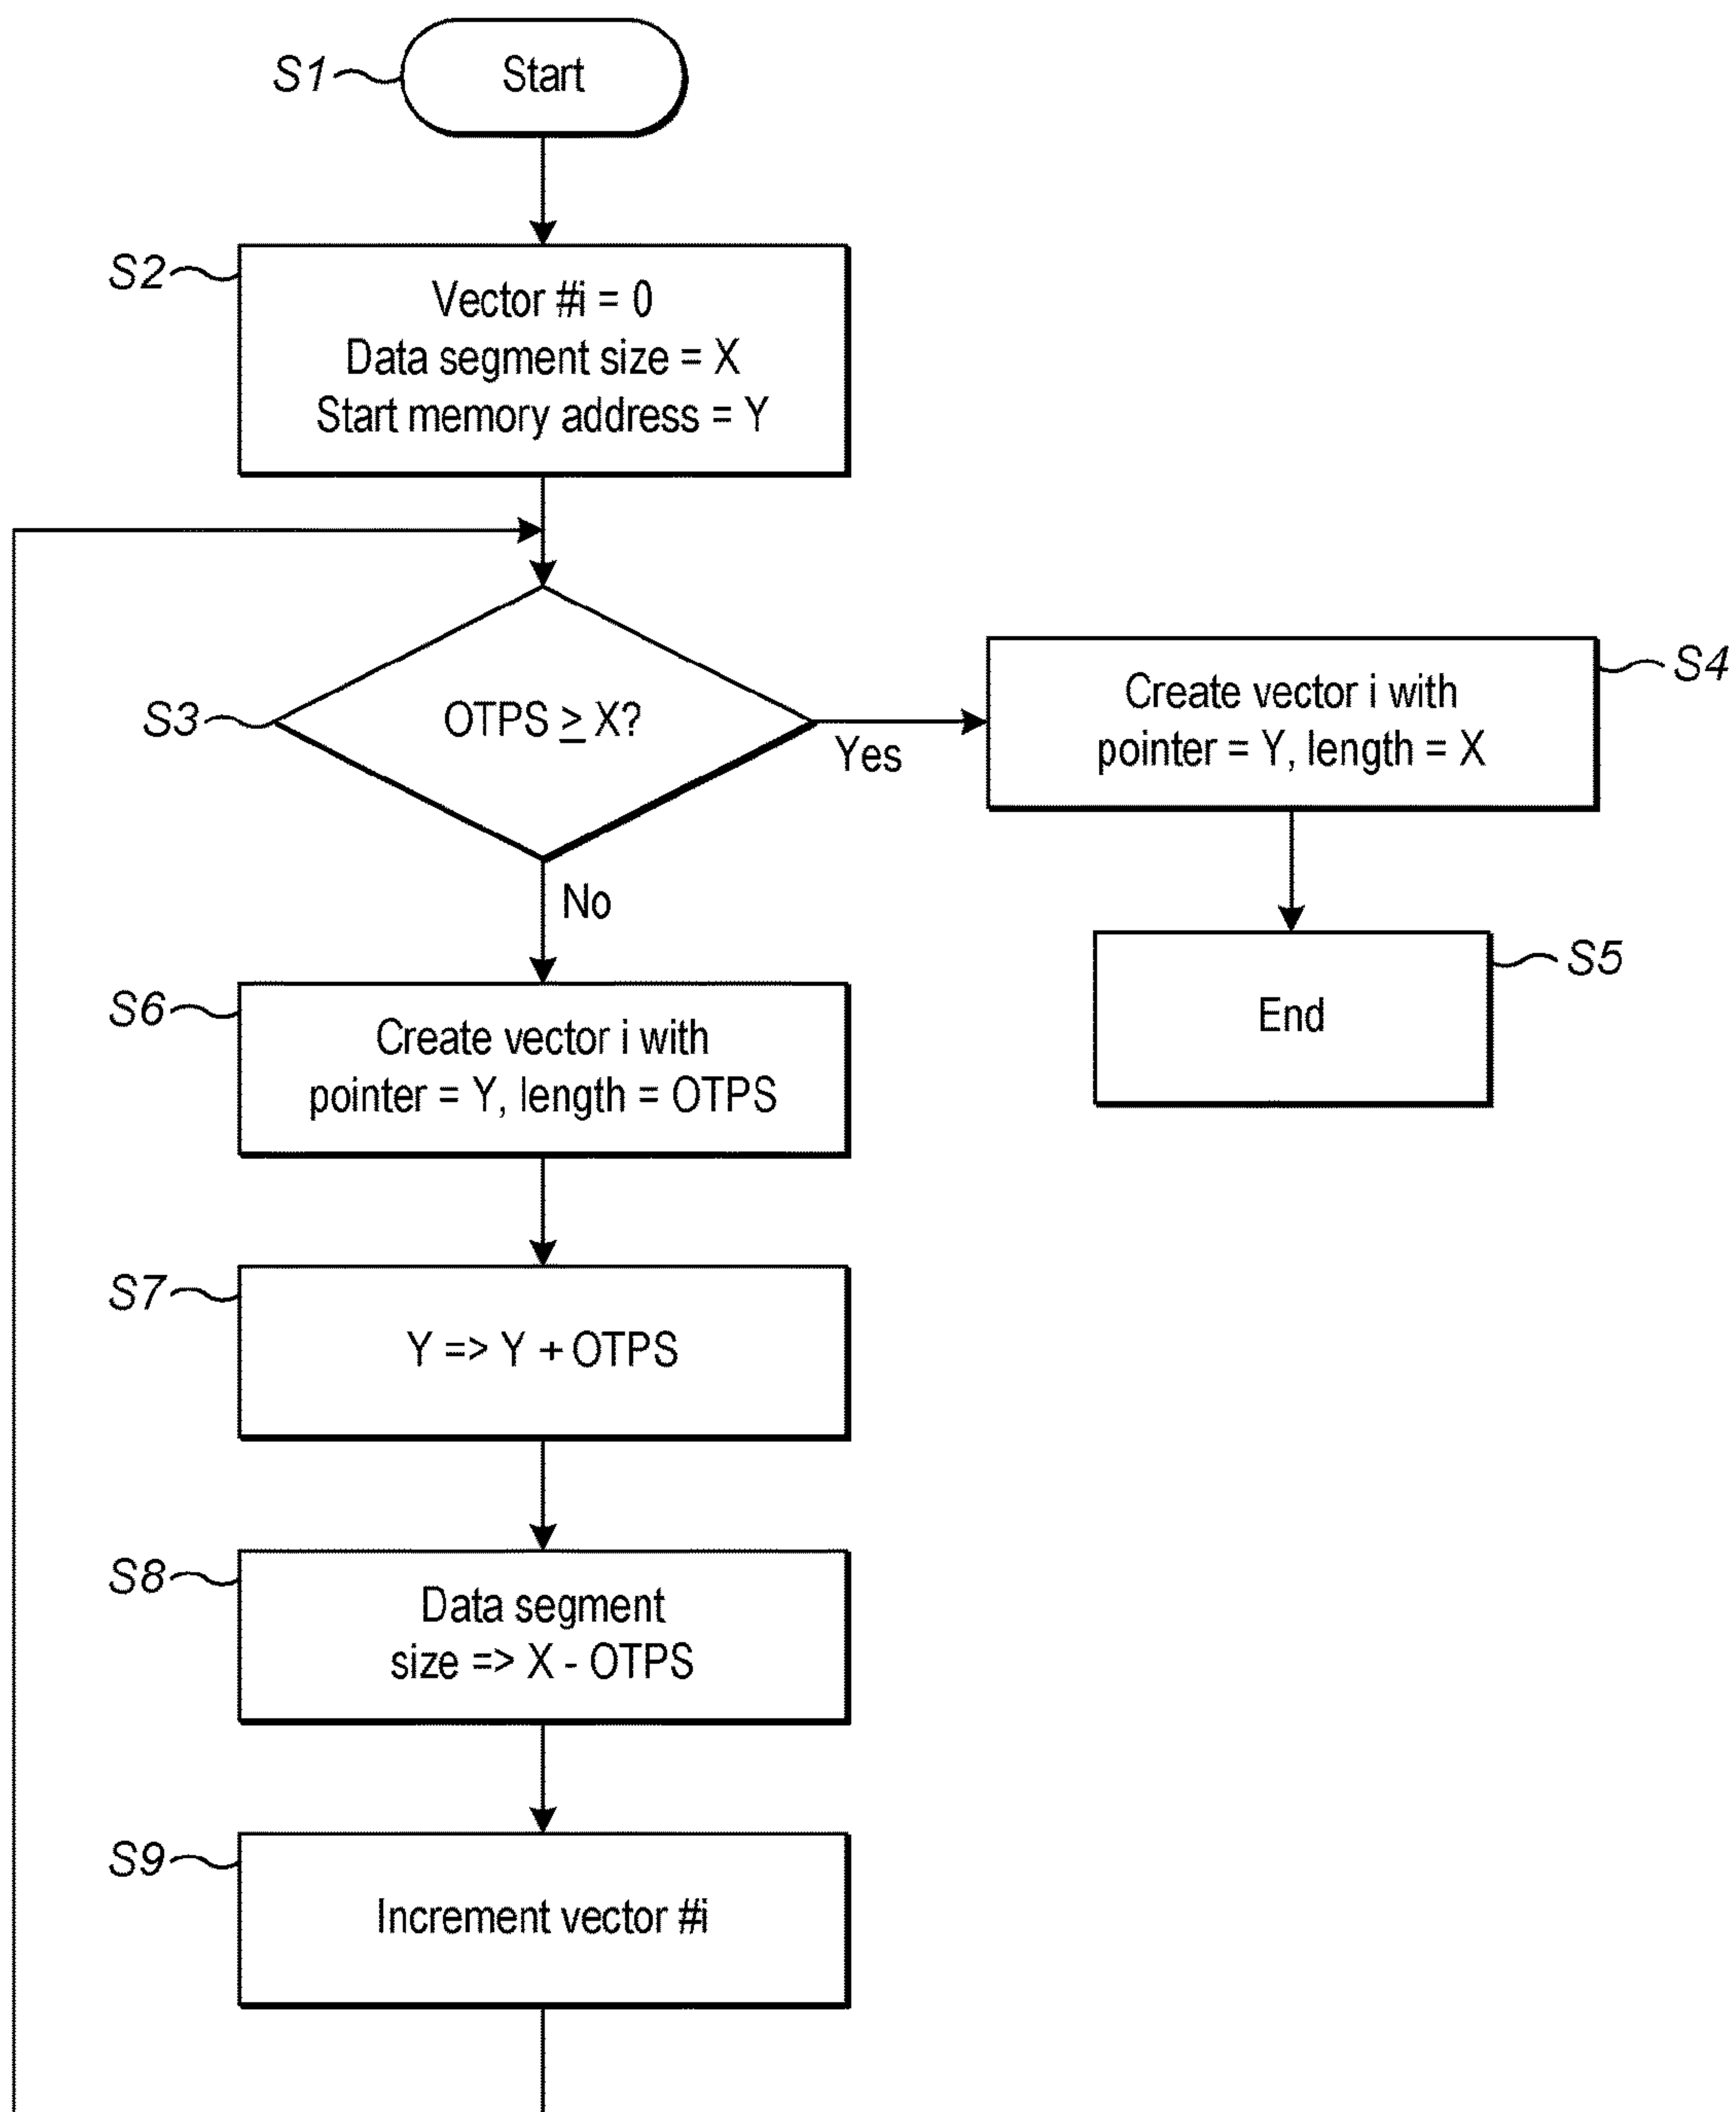 S1
Start
S2
Vector #i = 0
Data segment size = X
Start memory address = Y
S3
OTPS ≥ X?
Yes
S4
Create vector i with
pointer = Y, length = X
No
S5
End
S6
Create vector i with
pointer = Y, length = OTPS
S7
Y => Y + OTPS
S8
Data segment
size => X - OTPS
S9
Increment vector #i